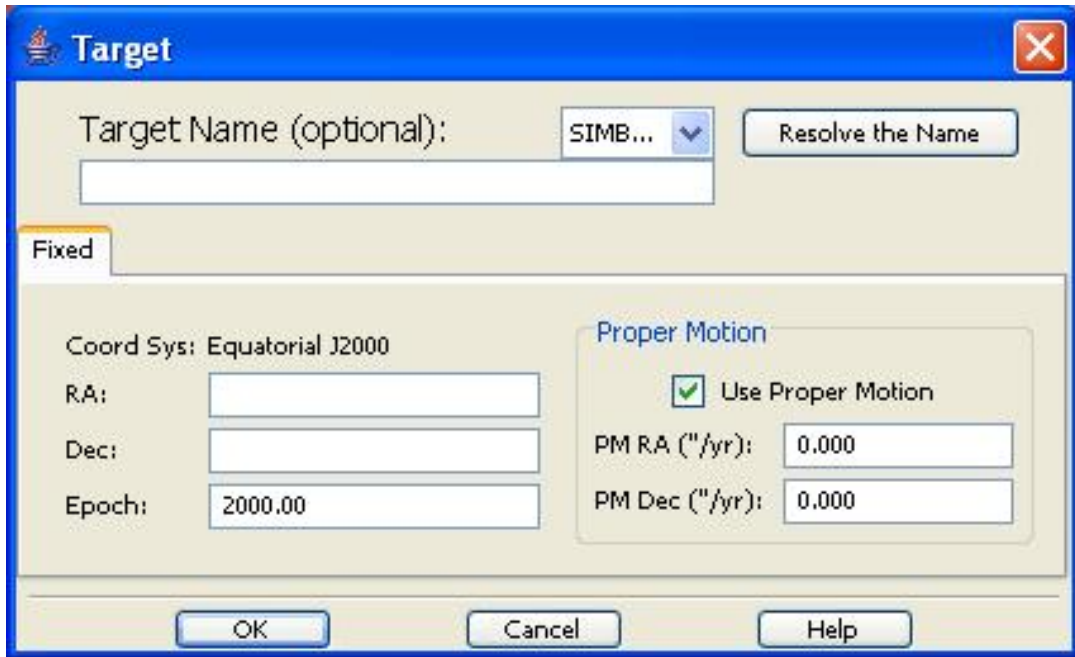 Target
Target Name (optional): SIMB... Resolve the Name
Fixed
Coord Sys: Equatorial J2000
RA:
Dec:
Epoch: 2000.00
Proper Motion
Use Proper Motion
PM RA ("/yr): 0.000
PM Dec ("/yr): 0.000
OK Cancel Help